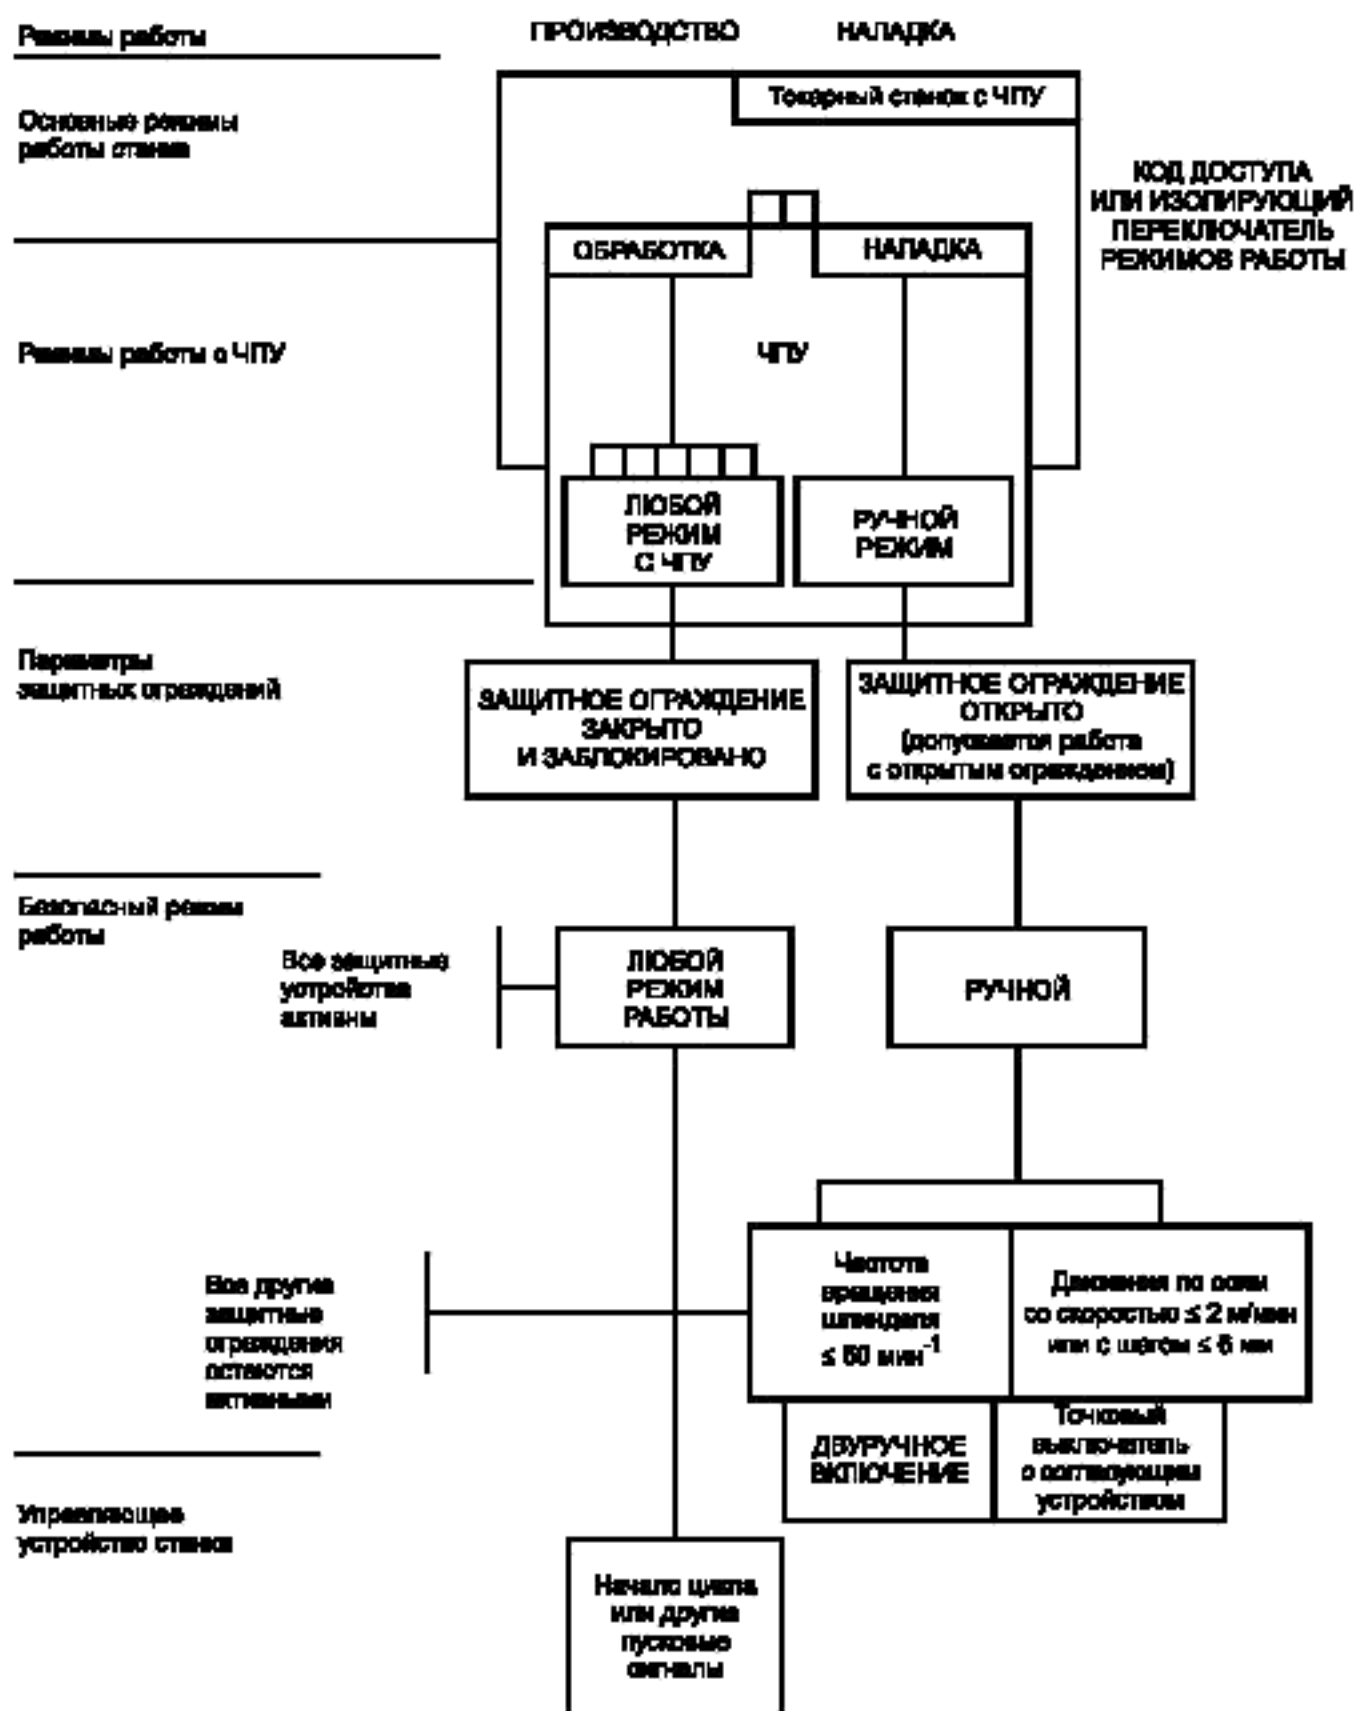 Режимы работы
ПРОИЗВОДСТВО
НАЛАДКА
Токарный станок с ЧПУ
Основные режимы
работы станка
КОД ДОСТУПА
ИЛИ ИЗОЛИРУЮЩИЙ
ПЕРЕКЛЮЧАТЕЛЬ
РЕЖИМОВ РАБОТЫ
ОБРАБОТКА
НАЛАДКА
Режимы работы с ЧПУ
ЧПУ
ЛЮБОЙ
РЕЖИМ
С ЧПУ
РУЧНОЙ
РЕЖИМ
Параметры
защитных ограждений
ЗАЩИТНОЕ ОГРАЖДЕНИЕ
ЗАКРЫТО
И ЗАБЛОКИРОВАНО
ЗАЩИТНОЕ ОГРАЖДЕНИЕ
ОТКРЫТО
(допускается работа
с открытым ограждением)
Безопасный режим
работы
Все защитные
устройства
активны
ЛЮБОЙ
РЕЖИМ
РАБОТЫ
РУЧНОЙ
Все другие
защитные
ограждения
остаются
активными
Частота
вращения
шпинделя
≤ 50 мин⁻¹
Движения по осям
со скоростью ≤ 2 м/мин
или с шагом ≤ 6 мм
ДВУРУЧНОЕ
ВКЛЮЧЕНИЕ
Точковый
выключатель
с согласующим
устройством
Управляющее
устройство станка
Начало цикла
или другие
пусковые
сигналы